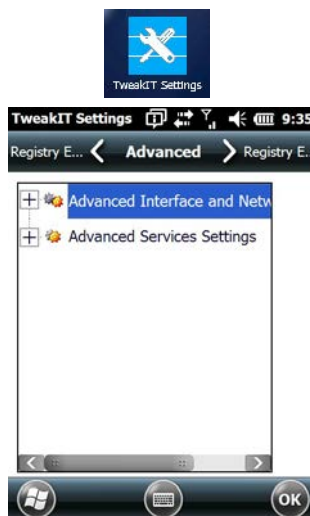 TweakIT Settings
TweakIT Settings 9:35
Registry E... Advanced Registry E..
Advanced Interface and Netw
Advanced Services Settings
OK